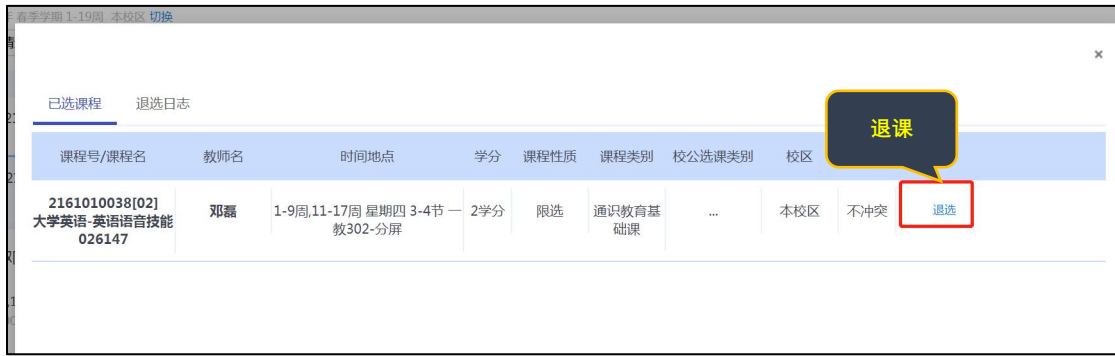 春季学期 1-19周 本校区 切换
×
已选课程 退选日志
退课
课程号/课程名 教师名 时间地点 学分 课程性质 课程类别 校公选课类别 校区
2161010038[02]
大学英语-英语语音技能
026147
邓磊
1-9周,11-17周 星期四 3-4节 一
教302-分屏
2学分
限选
通识教育基
础课
...
本校区
不冲突
退选